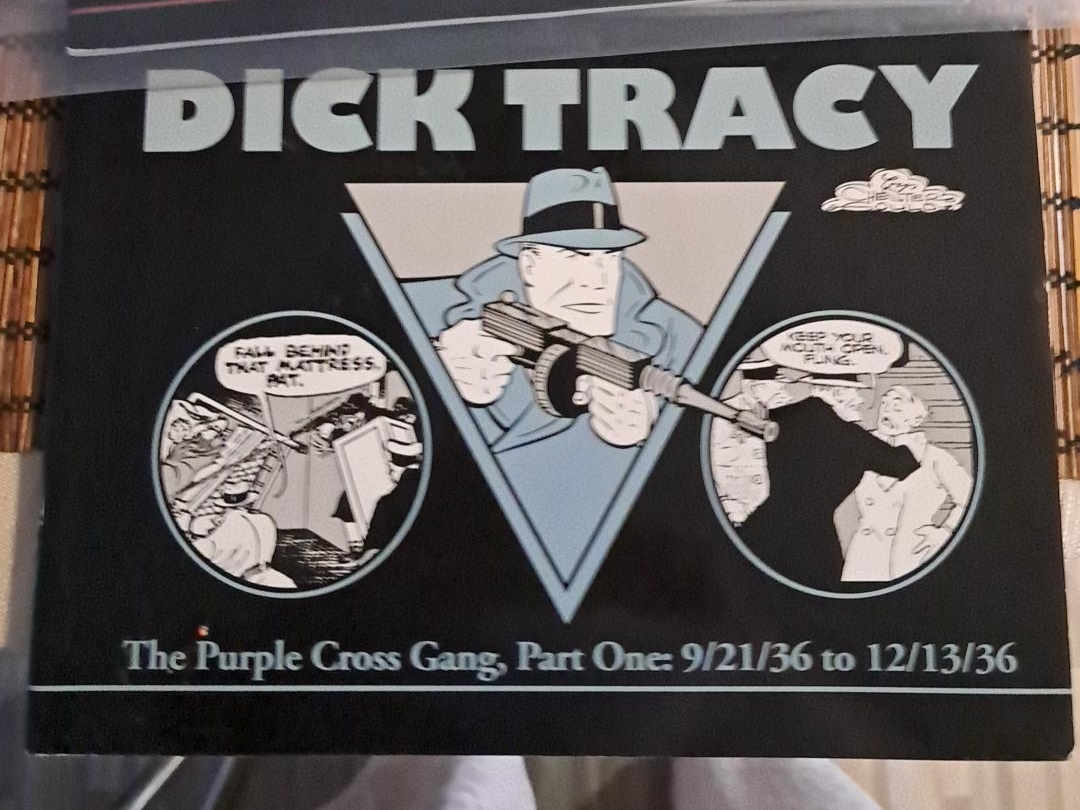 DICK TRACY
FALL BEHIND
THAT MATTRESS,
PAT.
KEEP YOUR
MOUTH OPEN,
FLING.
The Purple Cross Gang, Part One: 9/21/36 to 12/13/36